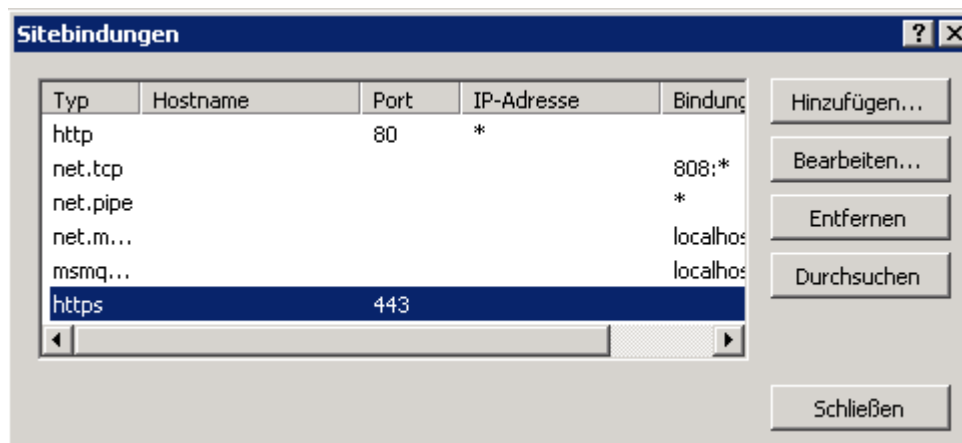 Sitebindungen
Typ Hostname Port IP-Adresse Bindung
http 80 *
net.tcp 808:*
net.pipe *
net.m... localhos
msmq... localhos
https 443
Hinzufügen...
Bearbeiten...
Entfernen
Durchsuchen
Schließen